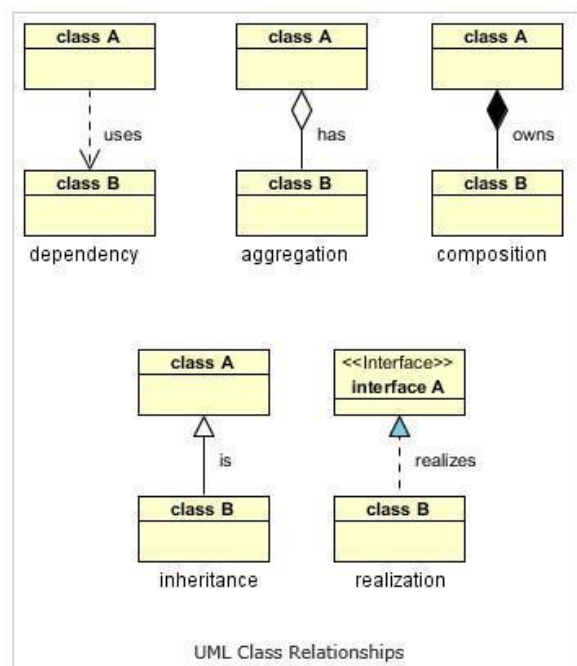 class A
class A
class A
uses
has
owns
class B
class B
class B
dependency
aggregation
composition
class A
<<Interface>>
interface A
is
realizes
class B
class B
inheritance
realization
UML Class Relationships